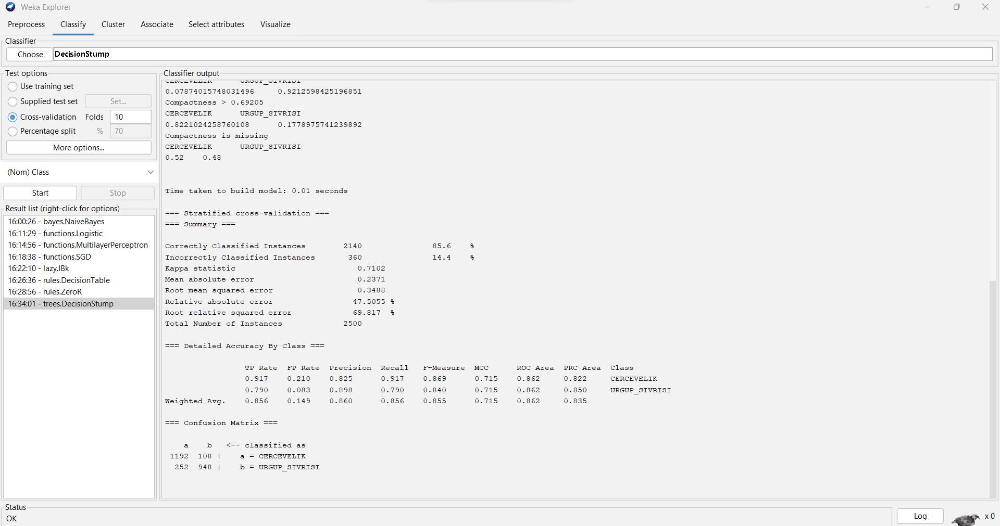 Weka Explorer
Preprocess Classify Cluster Associate Select attributes Visualize
Classifier
Choose DecisionStump
Test options
Use training set
Supplied test set Set...
Cross-validation Folds 10
Percentage split % 70
More options...
(Nom) Class
Start Stop
Result list (right-click for options)
16:00:26 - bayes.NaiveBayes
16:11:29 - functions.Logistic
16:14:56 - functions.MultilayerPerceptron
16:18:38 - functions.SGD
16:22:10 - lazy.IBk
16:26:36 - rules.DecisionTable
16:28:56 - rules.ZeroR
16:34:01 - trees.DecisionStump
Classifier output
CERCEVELIK URGUP_SIVRISI
0.07874015748031496 0.9212598425196851
Compactness > 0.69205
CERCEVELIK URGUP_SIVRISI
0.8221024258760108 0.1778975741239892
Compactness is missing
CERCEVELIK URGUP_SIVRISI
0.52 0.48
Time taken to build model: 0.01 seconds
=== Stratified cross-validation ===
=== Summary ===
Correctly Classified Instances 2140 85.6 %
Incorrectly Classified Instances 360 14.4 %
Kappa statistic 0.7102
Mean absolute error 0.2371
Root mean squared error 0.3488
Relative absolute error 47.5055 %
Root relative squared error 69.817 %
Total Number of Instances 2500
=== Detailed Accuracy By Class ===
TP Rate FP Rate Precision Recall F-Measure MCC ROC Area PRC Area Class
0.917 0.210 0.825 0.917 0.869 0.715 0.862 0.822 CERCEVELIK
0.790 0.083 0.898 0.790 0.840 0.715 0.862 0.850 URGUP_SIVRISI
Weighted Avg. 0.856 0.149 0.860 0.856 0.855 0.715 0.862 0.835
=== Confusion Matrix ===
a b <-- classified as
1192 108 | a = CERCEVELIK
252 948 | b = URGUP_SIVRISI
Status
OK
Log x 0